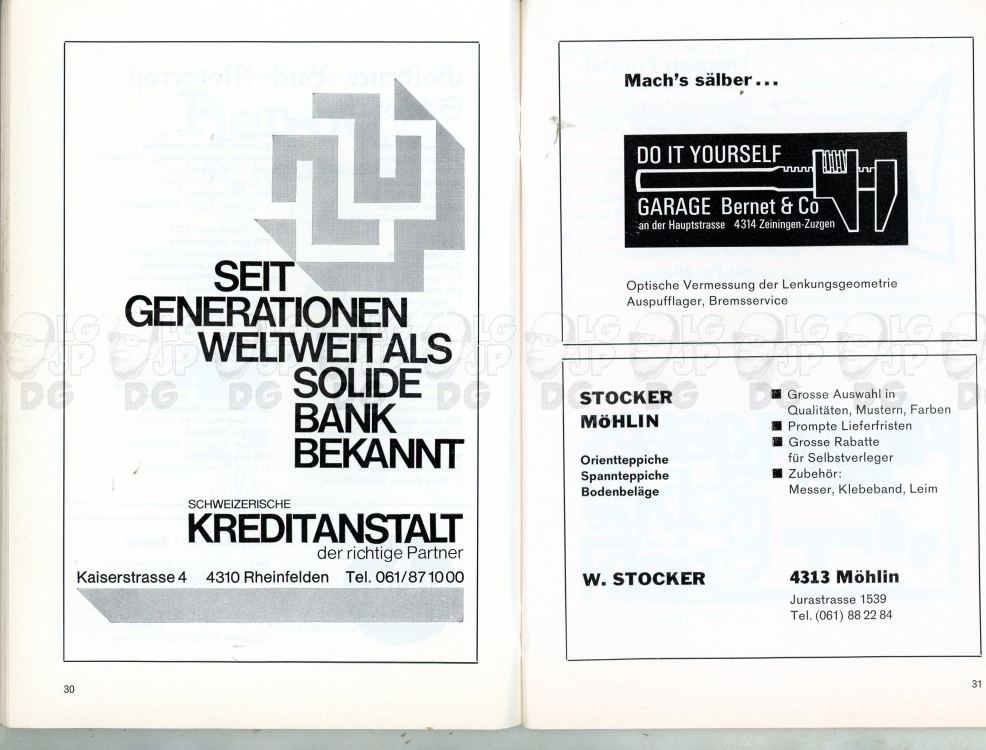 SEIT
GENERATIONEN
WELTWEIT ALS
SOLIDE
BANK
BEKANNT
SCHWEIZERISCHE
KREDITANSTALT
der richtige Partner
Kaiserstrasse 4 4310 Rheinfelden Tel. 061/87 10 00
30
Mach's sälber...
DO IT YOURSELF
GARAGE Bernet & Co
an der Hauptstrasse 4314 Zeiningen-Zuzgen
Optische Vermessung der Lenkungsgeometrie
Auspufflager, Bremsservice
STOCKER
MöHLIN
Orientteppiche
Spannteppiche
Bodenbeläge
Grosse Auswahl in
Qualitäten, Mustern, Farben
Prompte Lieferfristen
Grosse Rabatte
für Selbstverleger
Zubehör:
Messer, Klebeband, Leim
W. STOCKER
4313 Möhlin
Jurastrasse 1539
Tel. (061) 88 22 84
31
LG JP DG